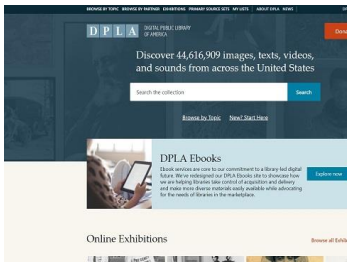 BROWSE BY TOPIC BROWSE BY PARTNER EXHIBITIONS PRIMARY SOURCE SETS MY LISTS ABOUT DPLA NEWS
DPLA DIGITAL PUBLIC LIBRARY
OF AMERICA
Dona
Discover 44,616,909 images, texts, videos,
and sounds from across the United States
Search the collection Search
Browse by Topic New? Start Here
DPLA Ebooks
Ebook services are core to our commitment to a library-led digital
future. We've redesigned our DPLA Ebooks site to showcase how
we are helping libraries take control of acquisition and delivery
and make more diverse materials easily available while advocating
for the needs of libraries in the marketplace.
Explore now
Online Exhibitions Browse all Exhib